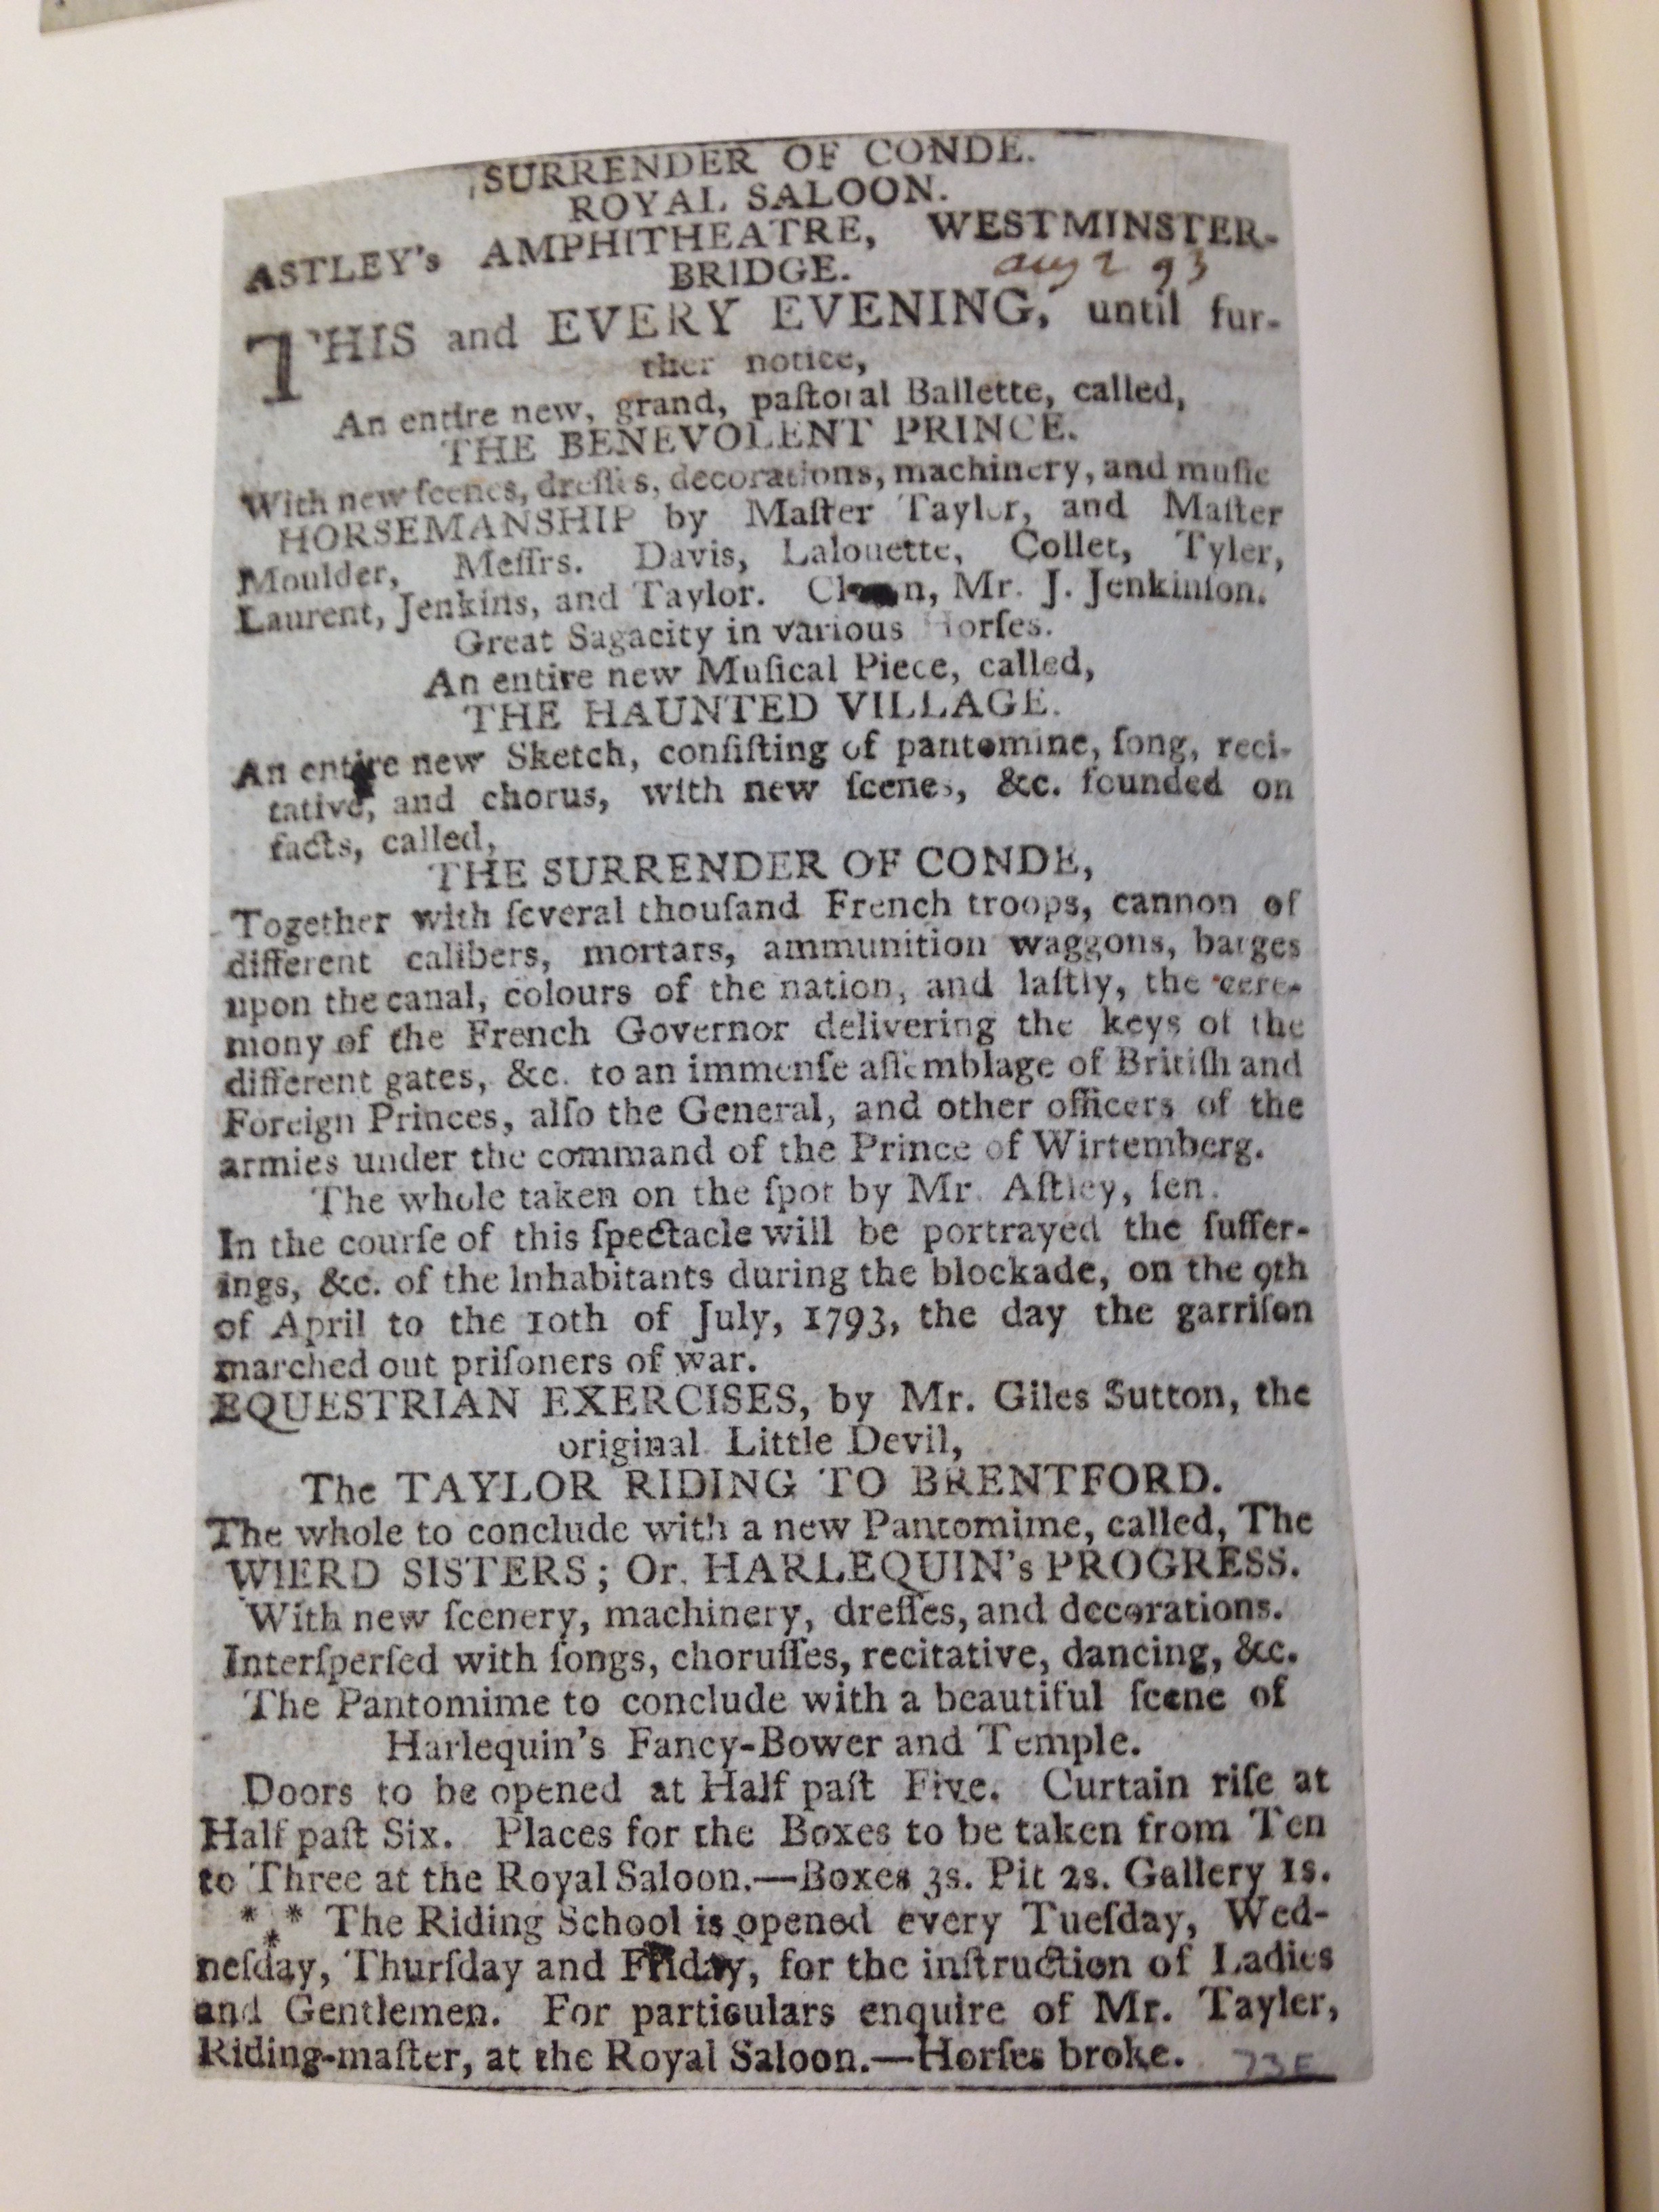 SURRENDER OF CONDE.
ROYAL SALOON.
ASTLEY's AMPHITHEATRE, WESTMINSTER-
BRIDGE.
aug 2 93
THIS and EVERY EVENING, until fur-
ther notice,
An entire new, grand, paſtoral Ballette, called,
THE BENEVOLENT PRINCE.
With new ſcenes, dreſſes, decorations, machinery, and muſic
HORSEMANSHIP by Maſter Taylor, and Maſter
Moulder, Meſſrs. Davis, Lalouette, Collet, Tyler,
Laurent, Jenkins, and Taylor. Clown, Mr. J. Jenkinſon.
Great Sagacity in various Horſes.
An entire new Muſical Piece, called,
THE HAUNTED VILLAGE.
An entire new Sketch, conſiſting of pantomine, ſong, reci-
tative, and chorus, with new ſcenes, &c. founded on
facts, called,
THE SURRENDER OF CONDE,
Together with ſeveral thouſand French troops, cannon of
different calibers, mortars, ammunition waggons, barges
upon the canal, colours of the nation, and laſtly, the cere-
mony of the French Governor delivering the keys of the
different gates, &c. to an immenſe aſſemblage of Britiſh and
Foreign Princes, alſo the General, and other officers of the
armies under the command of the Prince of Wirtemberg.
The whole taken on the ſpot by Mr. Aſtley, ſen.
In the courſe of this ſpectacle will be portrayed the ſuffer-
ings, &c. of the Inhabitants during the blockade, on the 9th
of April to the 10th of July, 1793, the day the garriſon
marched out priſoners of war.
EQUESTRIAN EXERCISES, by Mr. Giles Sutton, the
original Little Devil,
The TAYLOR RIDING TO BRENTFORD.
The whole to conclude with a new Pantomime, called, The
WIERD SISTERS; Or, HARLEQUIN's PROGRESS.
With new ſcenery, machinery, dreſſes, and decorations.
Interſperſed with ſongs, choruſſes, recitative, dancing, &c.
The Pantomime to conclude with a beautiful ſcene of
Harlequin's Fancy-Bower and Temple.
Doors to be opened at Half paſt Five. Curtain riſe at
Half paſt Six. Places for the Boxes to be taken from Ten
to Three at the Royal Saloon.—Boxes 3s. Pit 2s. Gallery 1s.
*⁎* The Riding School is opened every Tueſday, Wed-
neſday, Thurſday and Friday, for the inſtruction of Ladies
and Gentlemen. For particulars enquire of Mr. Tayler,
Riding-maſter, at the Royal Saloon.—Horſes broke.